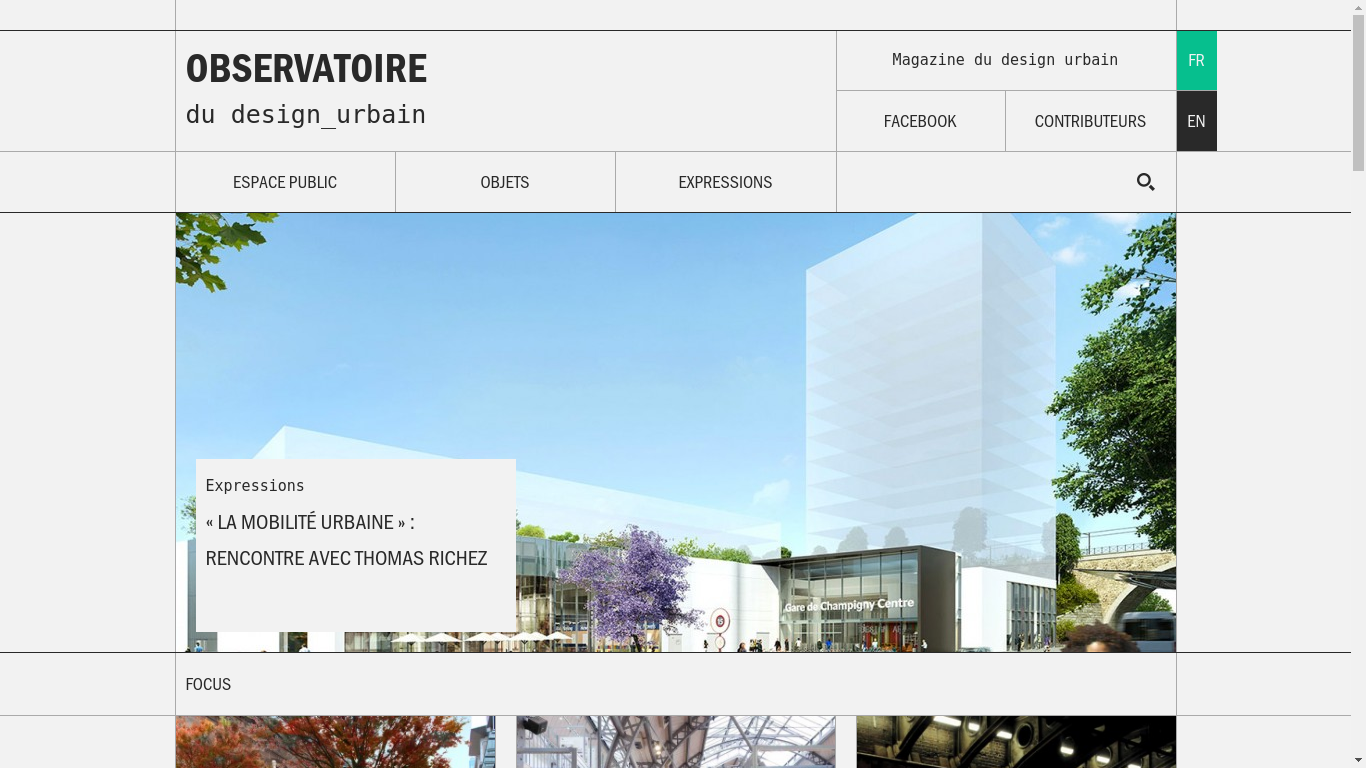 OBSERVATOIRE
du design_urbain
Magazine du design urbain
FR
FACEBOOK
CONTRIBUTEURS
EN
ESPACE PUBLIC
OBJETS
EXPRESSIONS
Expressions
« LA MOBILITÉ URBAINE » :
RENCONTRE AVEC THOMAS RICHEZ
Gare de Champigny Centre
FOCUS